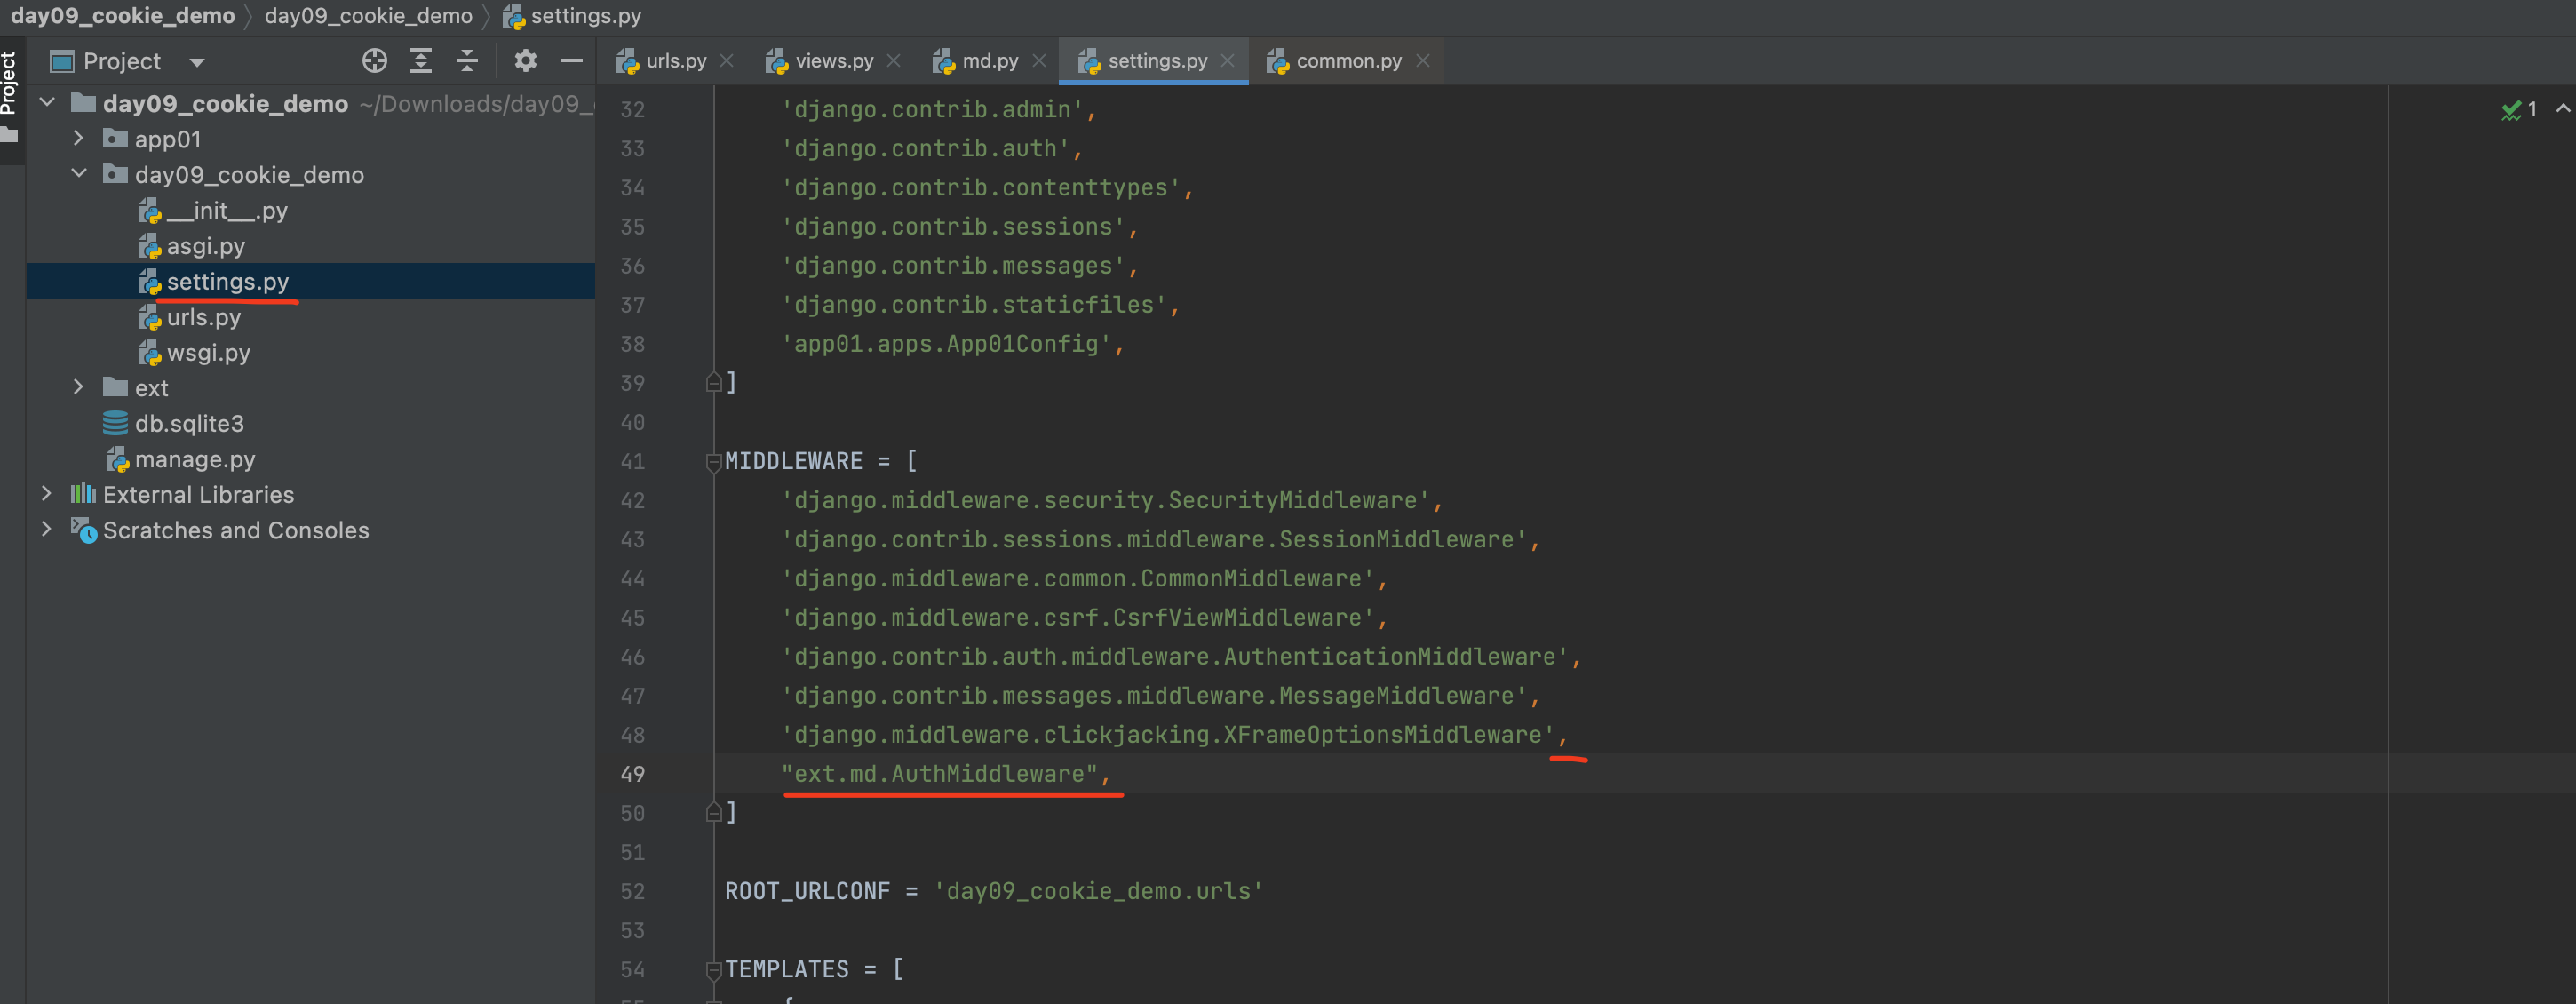 day09_cookie_demo day09_cookie_demo settings.py
Project
Project
urls.py views.py md.py settings.py common.py
day09_cookie_demo ~/Downloads/day09_
app01
day09_cookie_demo
__init__.py
asgi.py
settings.py
urls.py
wsgi.py
ext
db.sqlite3
manage.py
External Libraries
Scratches and Consoles
1
32 'django.contrib.admin',
33 'django.contrib.auth',
34 'django.contrib.contenttypes',
35 'django.contrib.sessions',
36 'django.contrib.messages',
37 'django.contrib.staticfiles',
38 'app01.apps.App01Config',
39 ]
40
41 MIDDLEWARE = [
42 'django.middleware.security.SecurityMiddleware',
43 'django.contrib.sessions.middleware.SessionMiddleware',
44 'django.middleware.common.CommonMiddleware',
45 'django.middleware.csrf.CsrfViewMiddleware',
46 'django.contrib.auth.middleware.AuthenticationMiddleware',
47 'django.contrib.messages.middleware.MessageMiddleware',
48 'django.middleware.clickjacking.XFrameOptionsMiddleware',
49 "ext.md.AuthMiddleware",
50 ]
51
52 ROOT_URLCONF = 'day09_cookie_demo.urls'
53
54 TEMPLATES = [